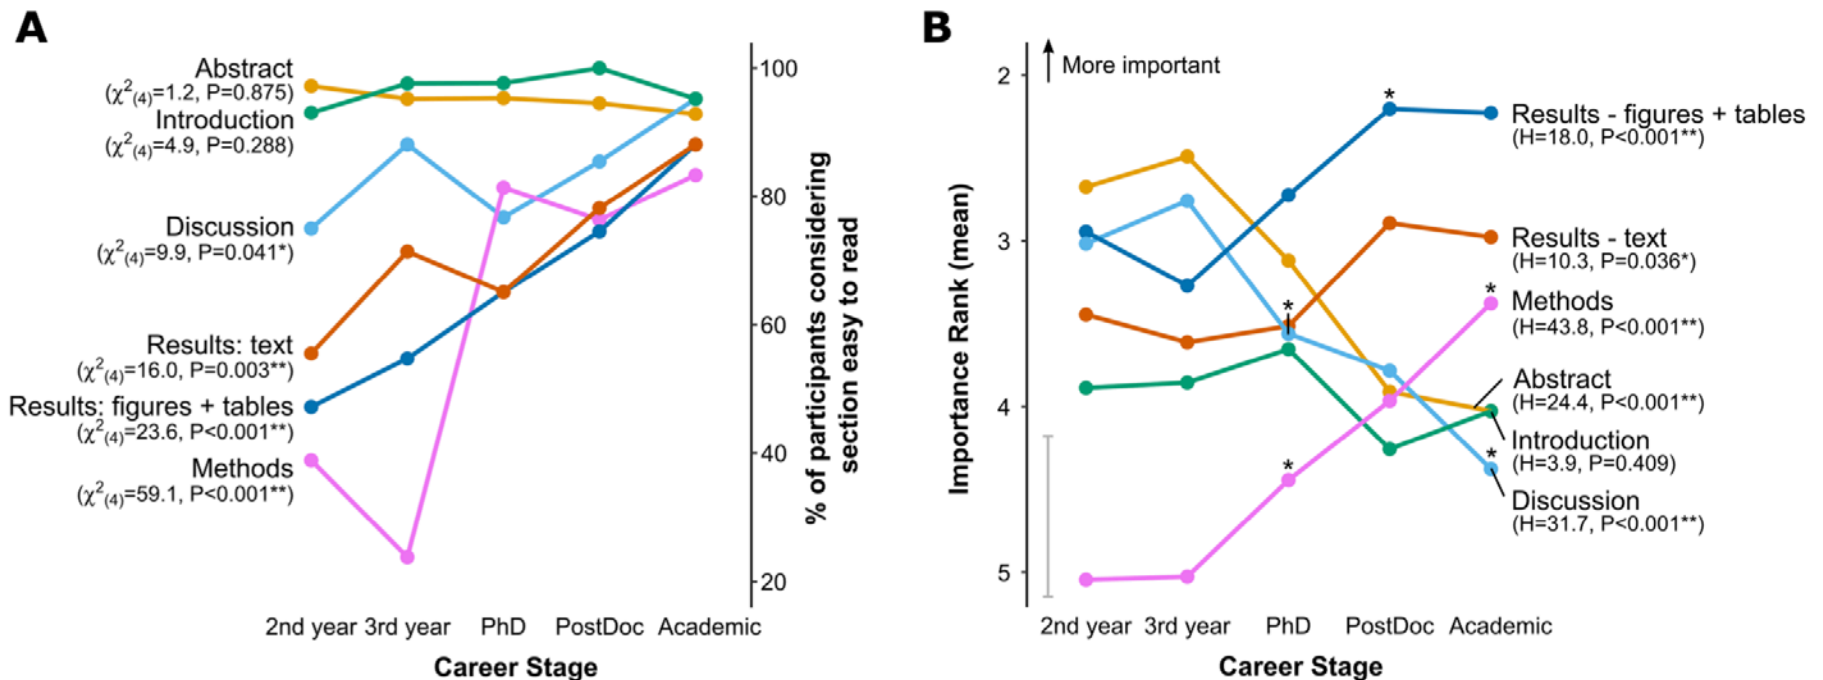 A
Abstract
(χ²₍₄₎=1.2, P=0.875)
Introduction
(χ²₍₄₎=4.9, P=0.288)
Discussion
(χ²₍₄₎=9.9, P=0.041*)
Results: text
(χ²₍₄₎=16.0, P=0.003**)
Results: figures + tables
(χ²₍₄₎=23.6, P<0.001**)
Methods
(χ²₍₄₎=59.1, P<0.001**)
100
80
60
40
20
% of participants considering
section easy to read
2nd year 3rd year PhD PostDoc Academic
Career Stage
B
More important
2
3
4
5
Importance Rank (mean)
*
*
*
*
*
Results - figures + tables
(H=18.0, P<0.001**)
Results - text
(H=10.3, P=0.036*)
Methods
(H=43.8, P<0.001**)
Abstract
(H=24.4, P<0.001**)
Introduction
(H=3.9, P=0.409)
Discussion
(H=31.7, P<0.001**)
2nd year 3rd year PhD PostDoc Academic
Career Stage